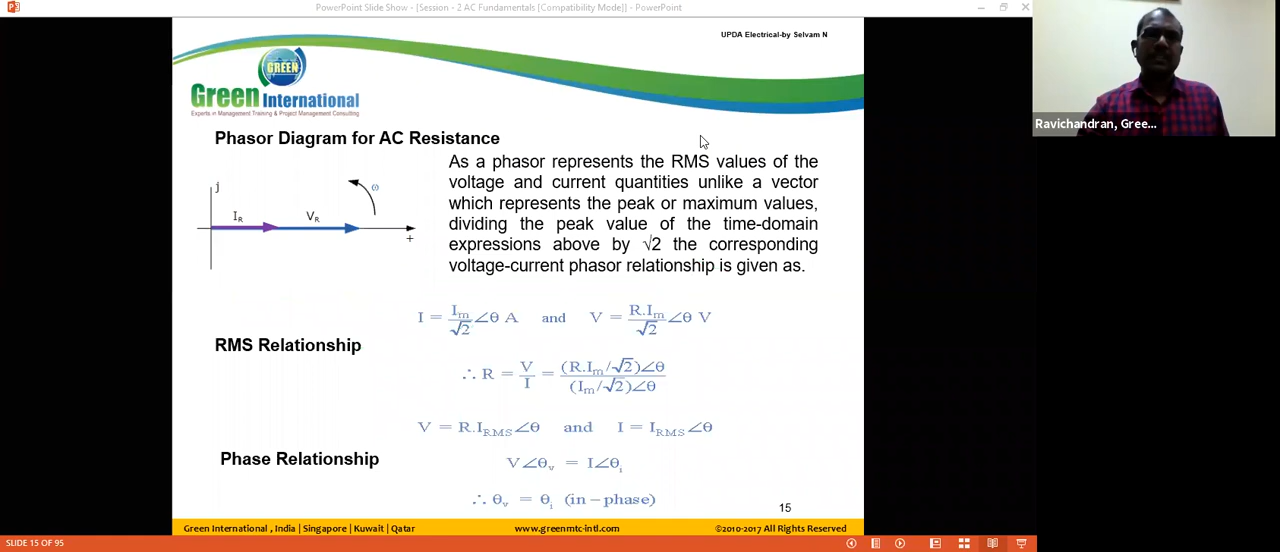 PowerPoint Slide Show - [Session - 2 AC Fundamentals [Compatibility Mode]] - PowerPoint
UPDA Electrical-by Selvam N
GREEN
Green International
Experts in Management Training & Project Management Consulting
Ravichandran, Gree...
Phasor Diagram for AC Resistance
j
ω
I_R V_R
+
As a phasor represents the RMS values of the
voltage and current quantities unlike a vector
which represents the peak or maximum values,
dividing the peak value of the time-domain
expressions above by √2 the corresponding
voltage-current phasor relationship is given as.
I = I_m/√2 ∠θ A and V = R.I_m/√2 ∠θ V
RMS Relationship
∴ R = V/I = (R.I_m/√2)∠θ/(I_m/√2)∠θ
V = R.I_RMS∠θ and I = I_RMS∠θ
Phase Relationship
V∠θ_v = I∠θ_i
∴ θ_v = θ_i (in-phase)
15
Green International , India | Singapore | Kuwait | Qatar www.greenmtc-intl.com ©2010-2017 All Rights Reserved
SLIDE 15 OF 95